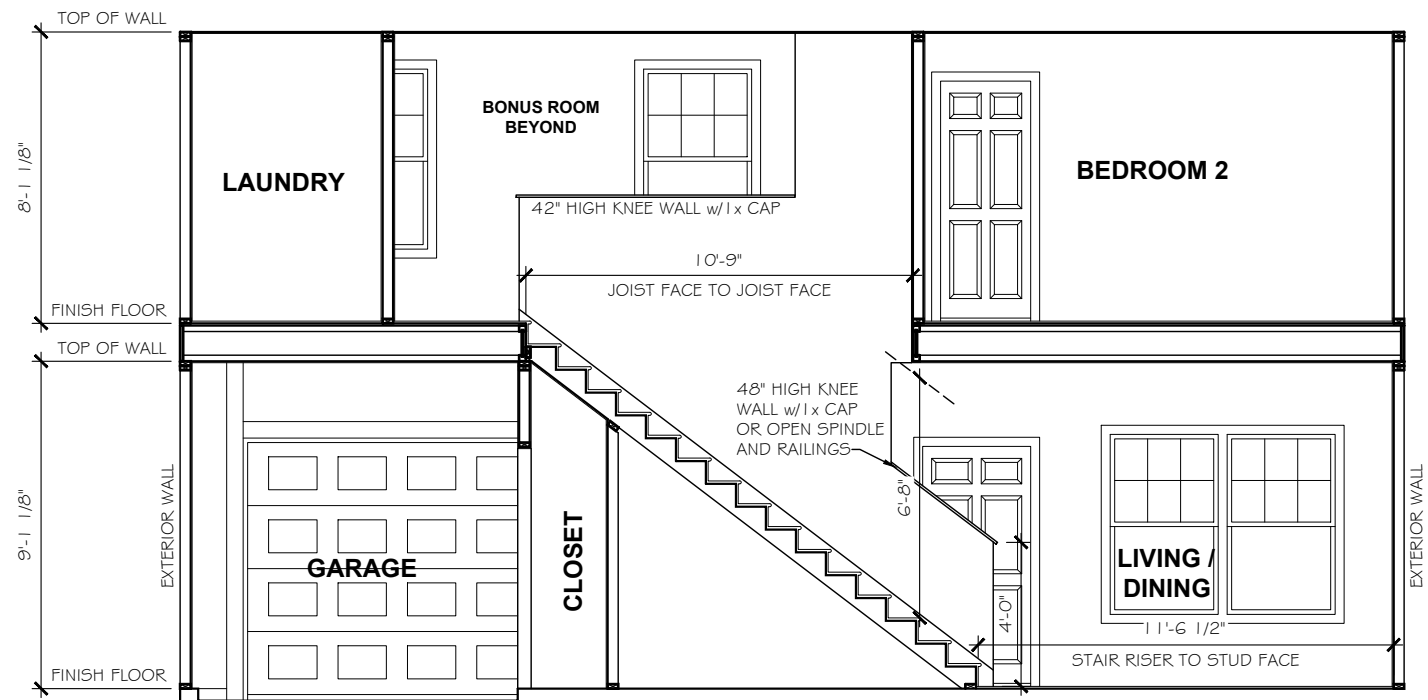 TOP OF WALL
8'-1 1/8"
BONUS ROOM
BEYOND
LAUNDRY
BEDROOM 2
42" HIGH KNEE WALL w/1x CAP
10'-9"
JOIST FACE TO JOIST FACE
FINISH FLOOR
TOP OF WALL
48" HIGH KNEE
WALL w/1x CAP
OR OPEN SPINDLE
AND RAILINGS
6'-8"
9'-1 1/8"
EXTERIOR WALL
GARAGE
CLOSET
4'-0"
LIVING /
DINING
EXTERIOR WALL
11'-6 1/2"
STAIR RISER TO STUD FACE
FINISH FLOOR